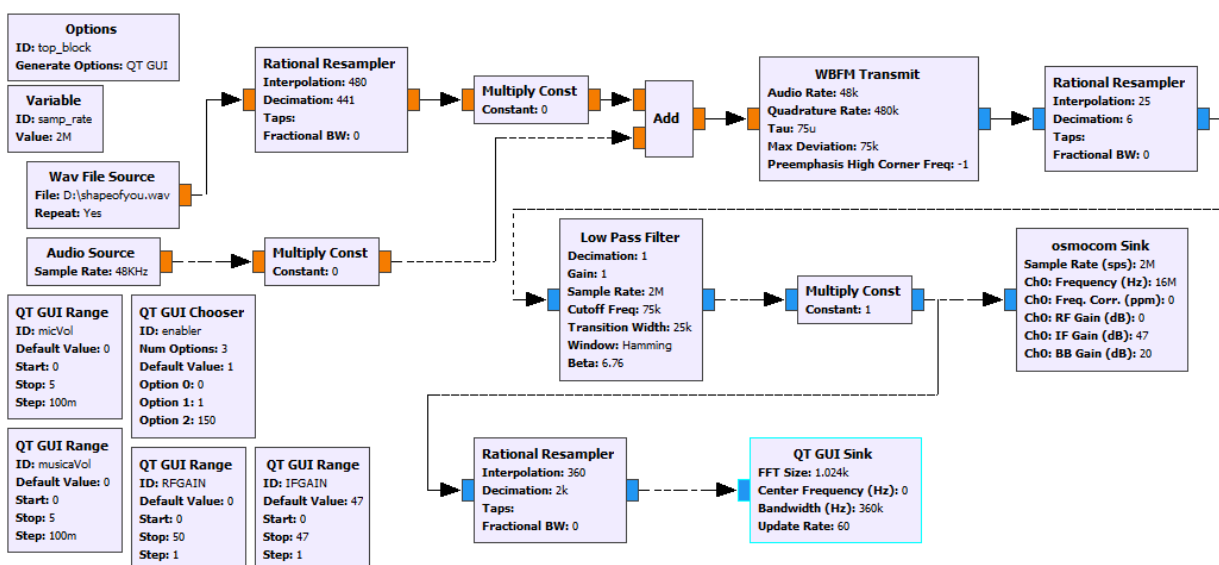 Options
ID: top_block
Generate Options: QT GUI
Variable
ID: samp_rate
Value: 2M
Wav File Source
File: D:\shapeofyou.wav
Repeat: Yes
Audio Source
Sample Rate: 48KHz
Rational Resampler
Interpolation: 480
Decimation: 441
Taps:
Fractional BW: 0
Multiply Const
Constant: 0
Multiply Const
Constant: 0
Add
WBFM Transmit
Audio Rate: 48k
Quadrature Rate: 480k
Tau: 75u
Max Deviation: 75k
Preemphasis High Corner Freq: -1
Rational Resampler
Interpolation: 25
Decimation: 6
Taps:
Fractional BW: 0
Low Pass Filter
Decimation: 1
Gain: 1
Sample Rate: 2M
Cutoff Freq: 75k
Transition Width: 25k
Window: Hamming
Beta: 6.76
Multiply Const
Constant: 1
osmocom Sink
Sample Rate (sps): 2M
Ch0: Frequency (Hz): 16M
Ch0: Freq. Corr. (ppm): 0
Ch0: RF Gain (dB): 0
Ch0: IF Gain (dB): 47
Ch0: BB Gain (dB): 20
QT GUI Range
ID: micVol
Default Value: 0
Start: 0
Stop: 5
Step: 100m
QT GUI Chooser
ID: enabler
Num Options: 3
Default Value: 1
Option 0: 0
Option 1: 1
Option 2: 150
QT GUI Range
ID: musicaVol
Default Value: 0
Start: 0
Stop: 5
Step: 100m
QT GUI Range
ID: RFGAIN
Default Value: 0
Start: 0
Stop: 50
Step: 1
QT GUI Range
ID: IFGAIN
Default Value: 47
Start: 0
Stop: 47
Step: 1
Rational Resampler
Interpolation: 360
Decimation: 2k
Taps:
Fractional BW: 0
QT GUI Sink
FFT Size: 1.024k
Center Frequency (Hz): 0
Bandwidth (Hz): 360k
Update Rate: 60